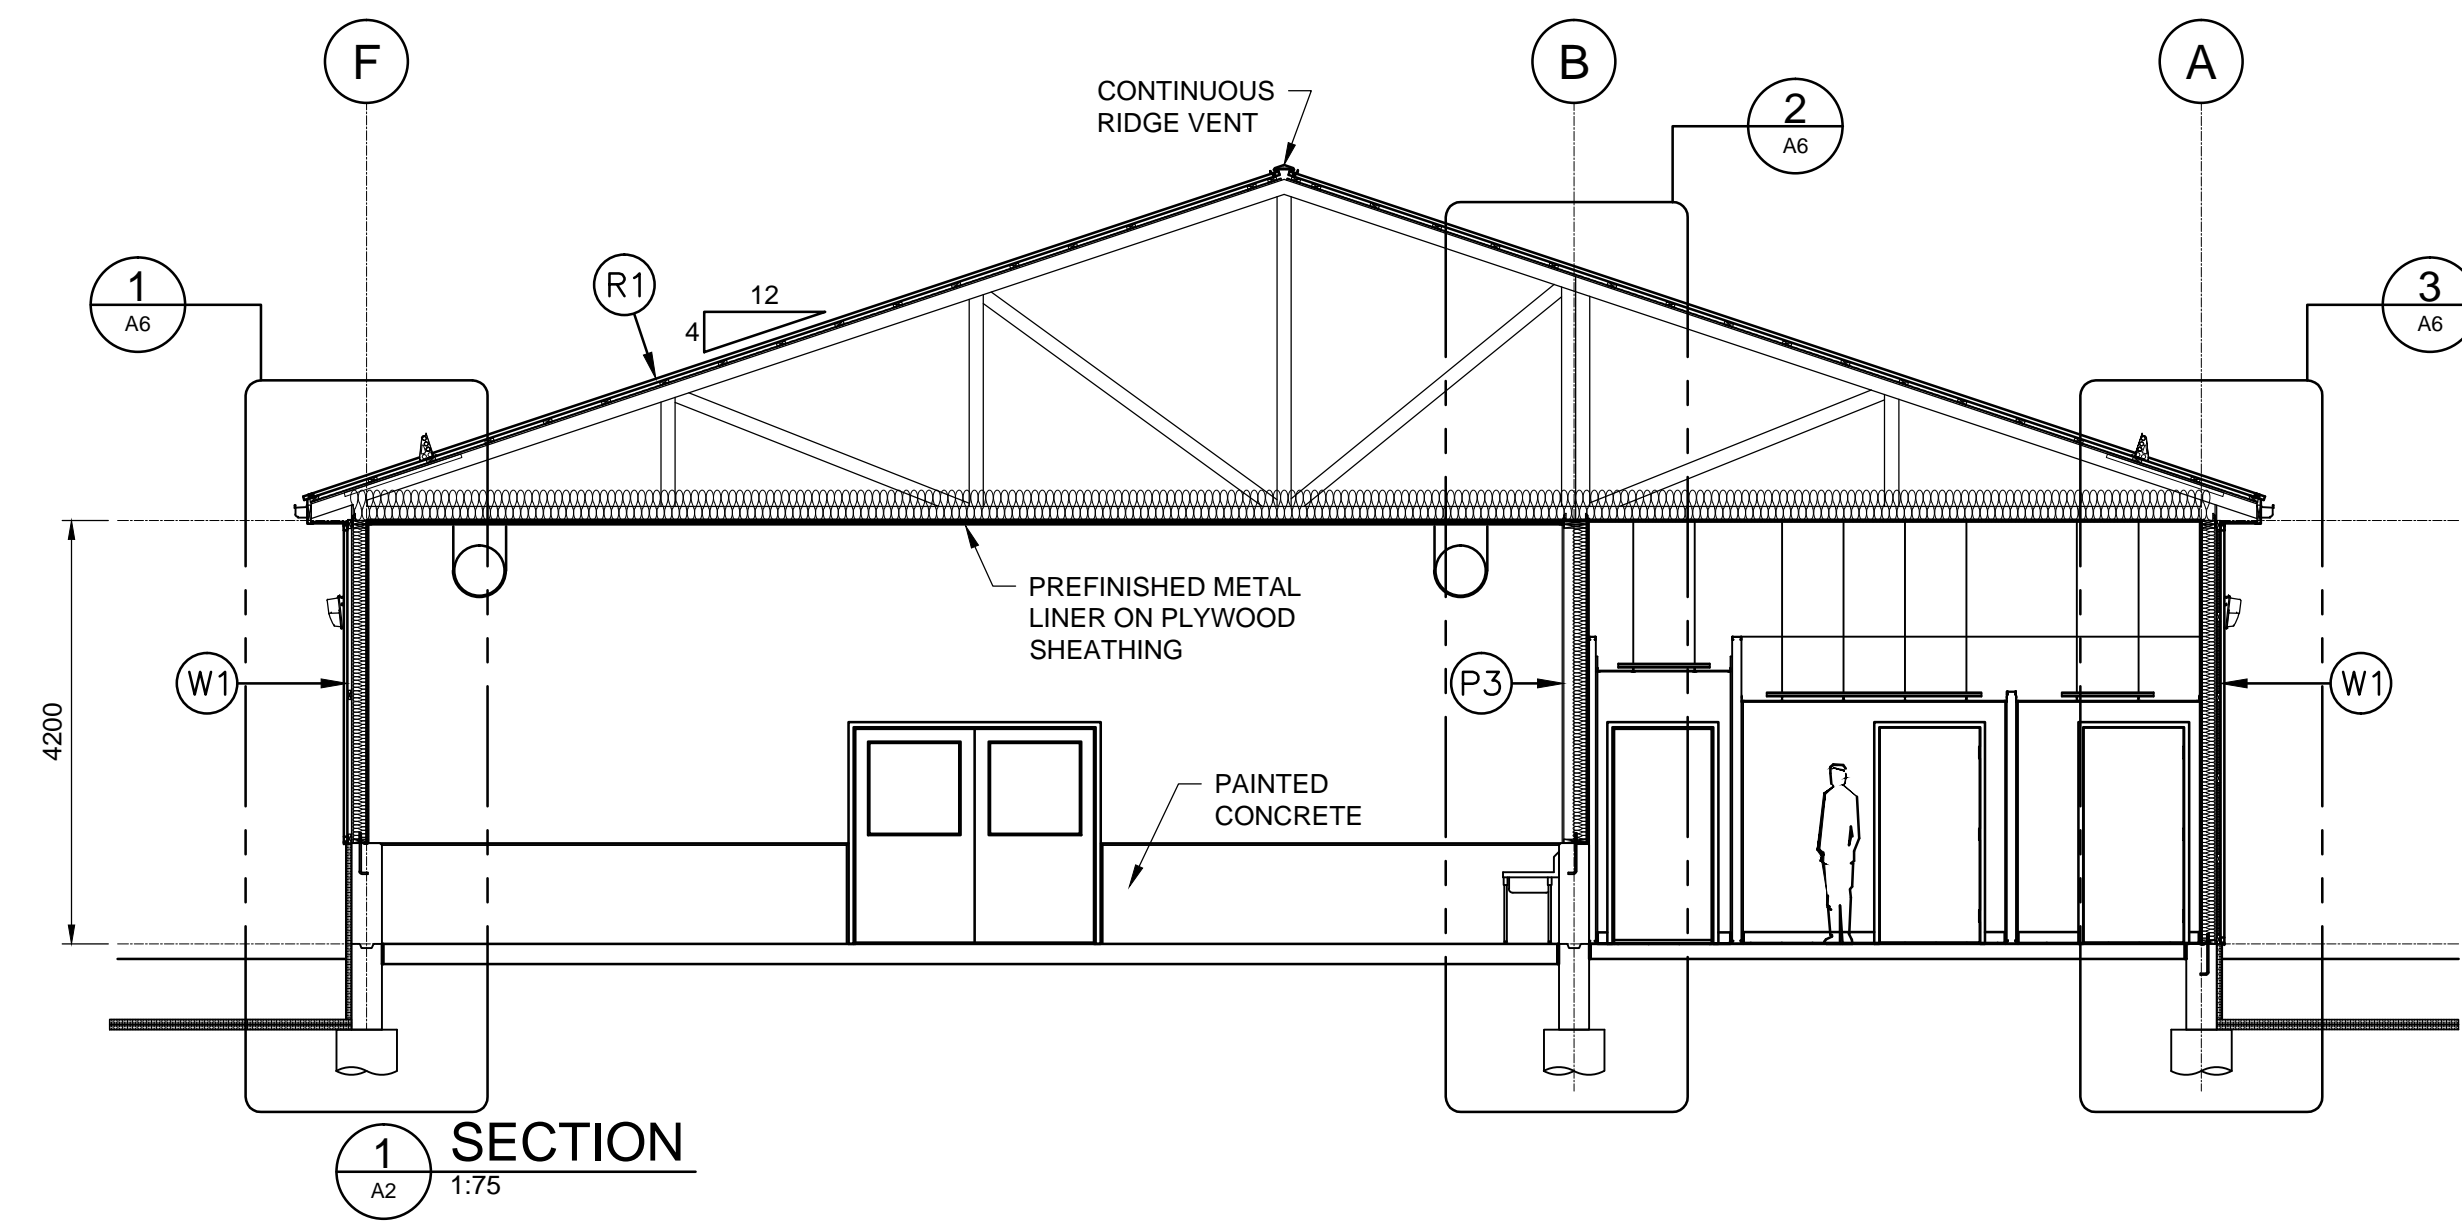 F
B
A
CONTINUOUS
RIDGE VENT
2
A6
1
A6
R1
12
4
3
A6
PREFINISHED METAL
LINER ON PLYWOOD
SHEATHING
W1
P3
W1
4200
PAINTED
CONCRETE
1
A2
SECTION
1:75